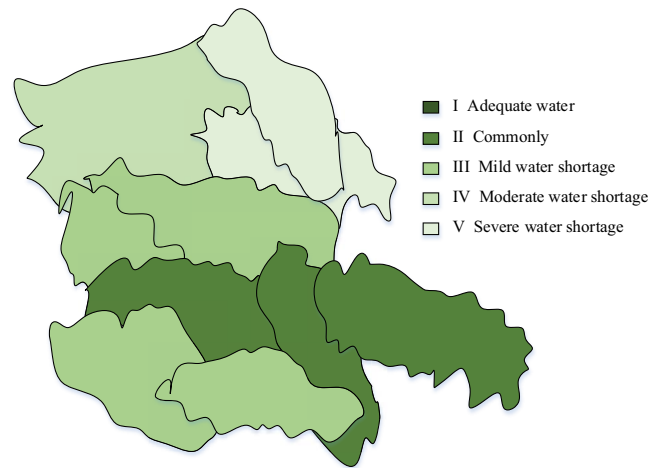 I Adequate water
II Commonly
III Mild water shortage
IV Moderate water shortage
V Severe water shortage